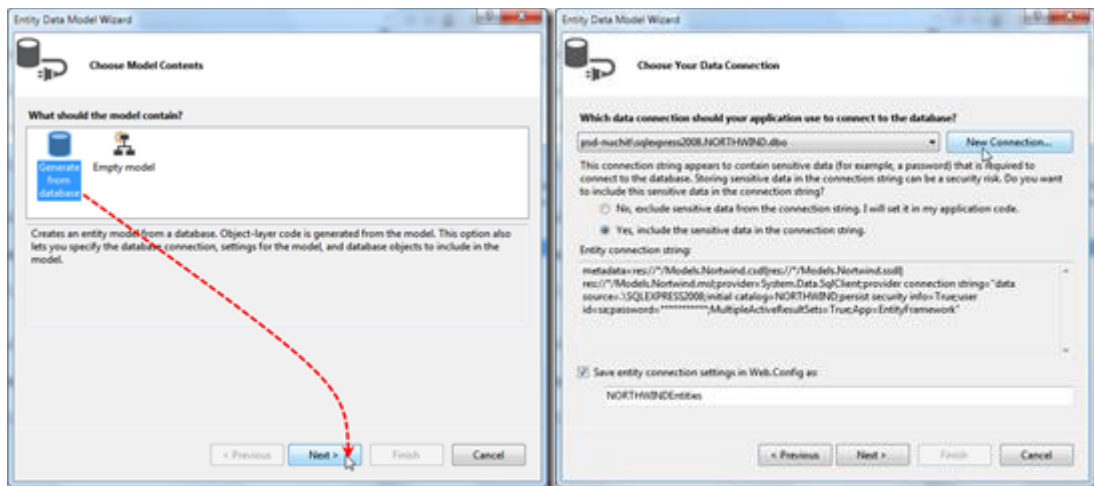 Entity Data Model Wizard
Choose Model Contents
What should the model contain?
Generate
from
database
Empty model
Creates an entity model from a database. Object-layer code is generated from the model. This option also
lets you specify the database connection, settings for the model, and database objects to include in the
model.
< Previous
Next >
Finish
Cancel
Entity Data Model Wizard
Choose Your Data Connection
Which data connection should your application use to connect to the database?
psd-nuchit\sqlexpress2008.NORTHWIND.dbo
New Connection...
This connection string appears to contain sensitive data (for example, a password) that is required to
connect to the database. Storing sensitive data in the connection string can be a security risk. Do you want
to include this sensitive data in the connection string?
No, exclude sensitive data from the connection string. I will set it in my application code.
Yes, include the sensitive data in the connection string.
Entity connection string:
metadata=res://*/Models.Nortwind.csdl|res://*/Models.Nortwind.ssdl|
res://*/Models.Nortwind.msl;provider=System.Data.SqlClient;provider connection string="data
source=.\SQLEXPRESS2008;initial catalog=NORTHWIND;persist security info=True;user
id=sa;password=************;MultipleActiveResultSets=True;App=EntityFramework"
Save entity connection settings in Web.Config as:
NORTHWINDEntities
< Previous
Next >
Finish
Cancel